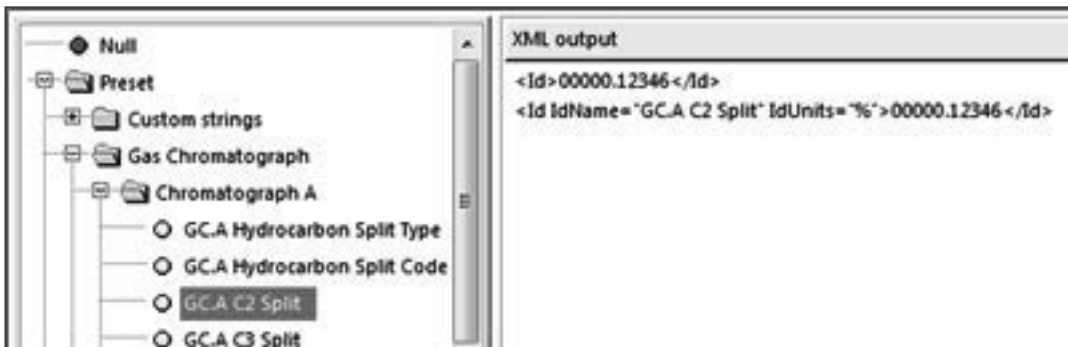 Null
Preset
Custom strings
Gas Chromatograph
Chromatograph A
GC.A Hydrocarbon Split Type
GC.A Hydrocarbon Split Code
GC.A C2 Split
GC.A C3 Split
XML output
<Id>00000.12346</Id>
<Id IdName="GC.A C2 Split" IdUnits="%">00000.12346</Id>